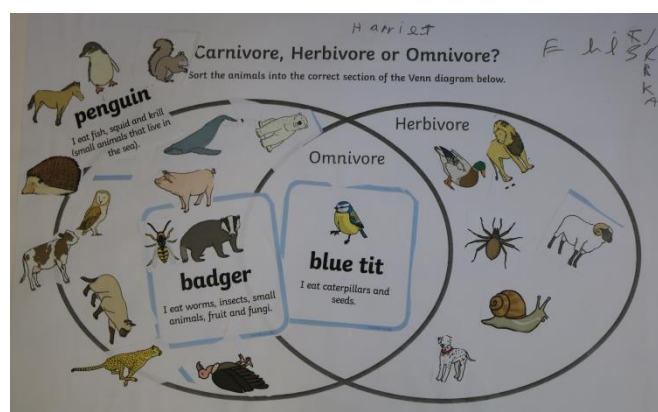 Harriet
Carnivore, Herbivore or Omnivore?
Sort the animals into the correct section of the Venn diagram below.
penguin
I eat fish, squid and krill
(small animals that live in
the sea).
Herbivore
Omnivore
badger
I eat worms, insects, small
animals, fruit and fungi.
blue tit
I eat caterpillars and
seeds.